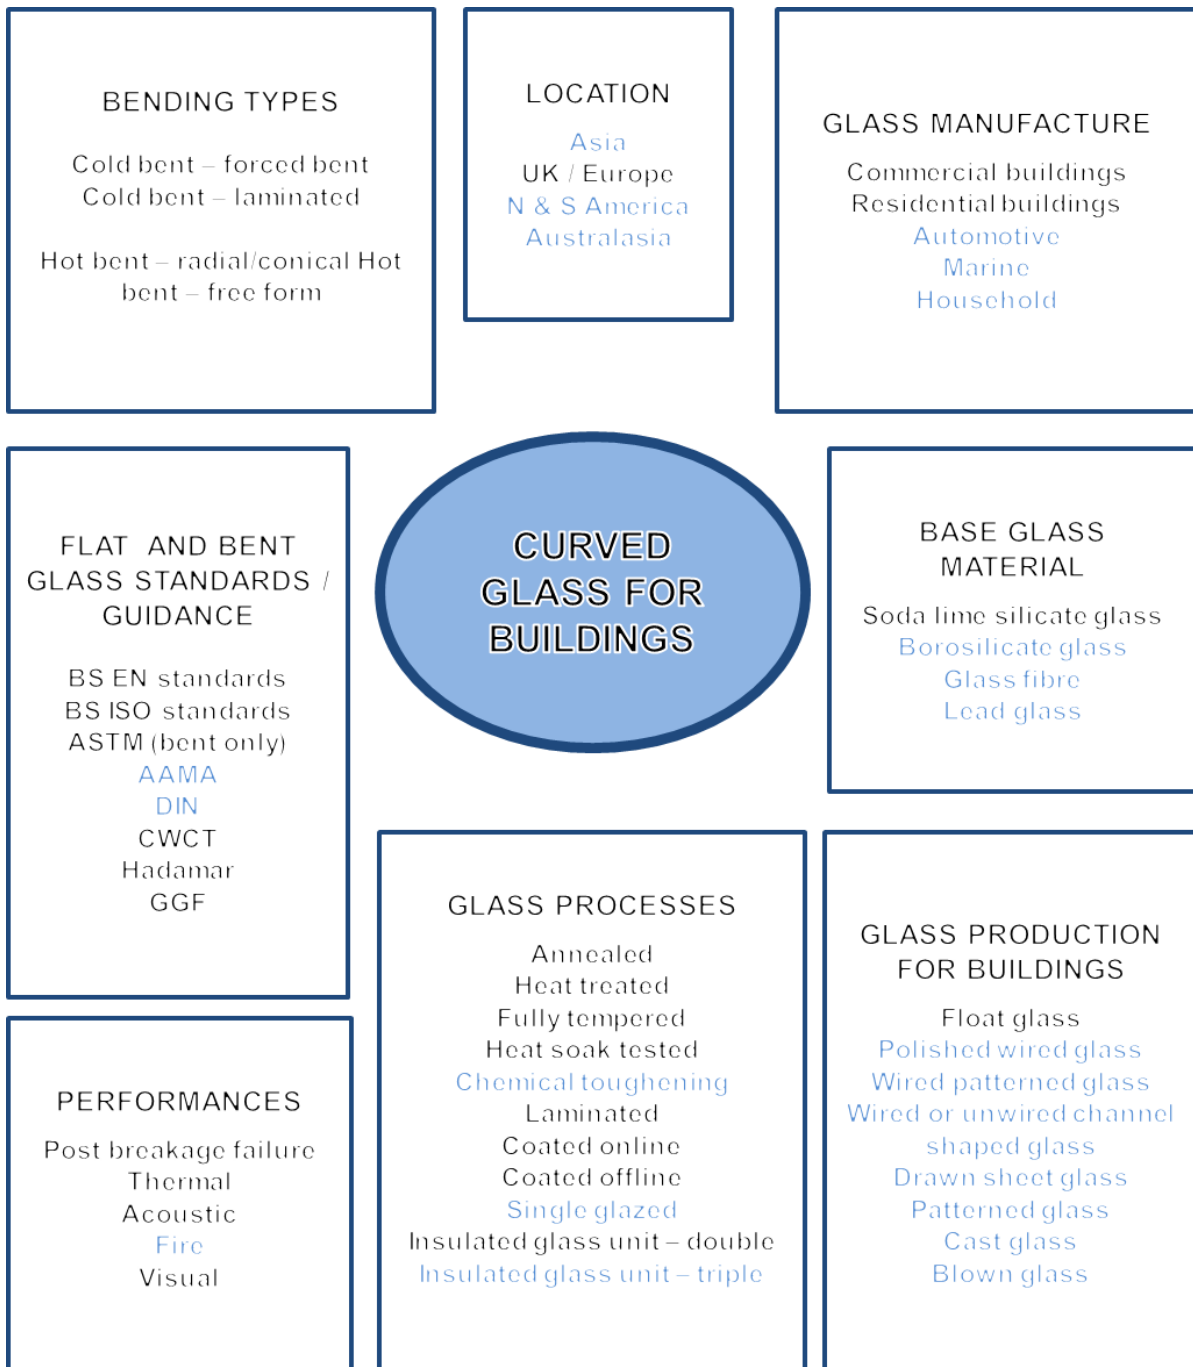 BENDING TYPES
Cold bent – forced bent
Cold bent – laminated
Hot bent – radial/conical Hot
bent – free form
LOCATION
Asia
UK / Europe
N & S America
Australasia
GLASS MANUFACTURE
Commercial buildings
Residential buildings
Automotive
Marine
Household
FLAT AND BENT
GLASS STANDARDS /
GUIDANCE
BS EN standards
BS ISO standards
ASTM (bent only)
AAMA
DIN
CWCT
Hadamar
GGF
CURVED
GLASS FOR
BUILDINGS
BASE GLASS
MATERIAL
Soda lime silicate glass
Borosilicate glass
Glass fibre
Lead glass
PERFORMANCES
Post breakage failure
Thermal
Acoustic
Fire
Visual
GLASS PROCESSES
Annealed
Heat treated
Fully tempered
Heat soak tested
Chemical toughening
Laminated
Coated online
Coated offline
Single glazed
Insulated glass unit – double
Insulated glass unit – triple
GLASS PRODUCTION
FOR BUILDINGS
Float glass
Polished wired glass
Wired patterned glass
Wired or unwired channel
shaped glass
Drawn sheet glass
Patterned glass
Cast glass
Blown glass